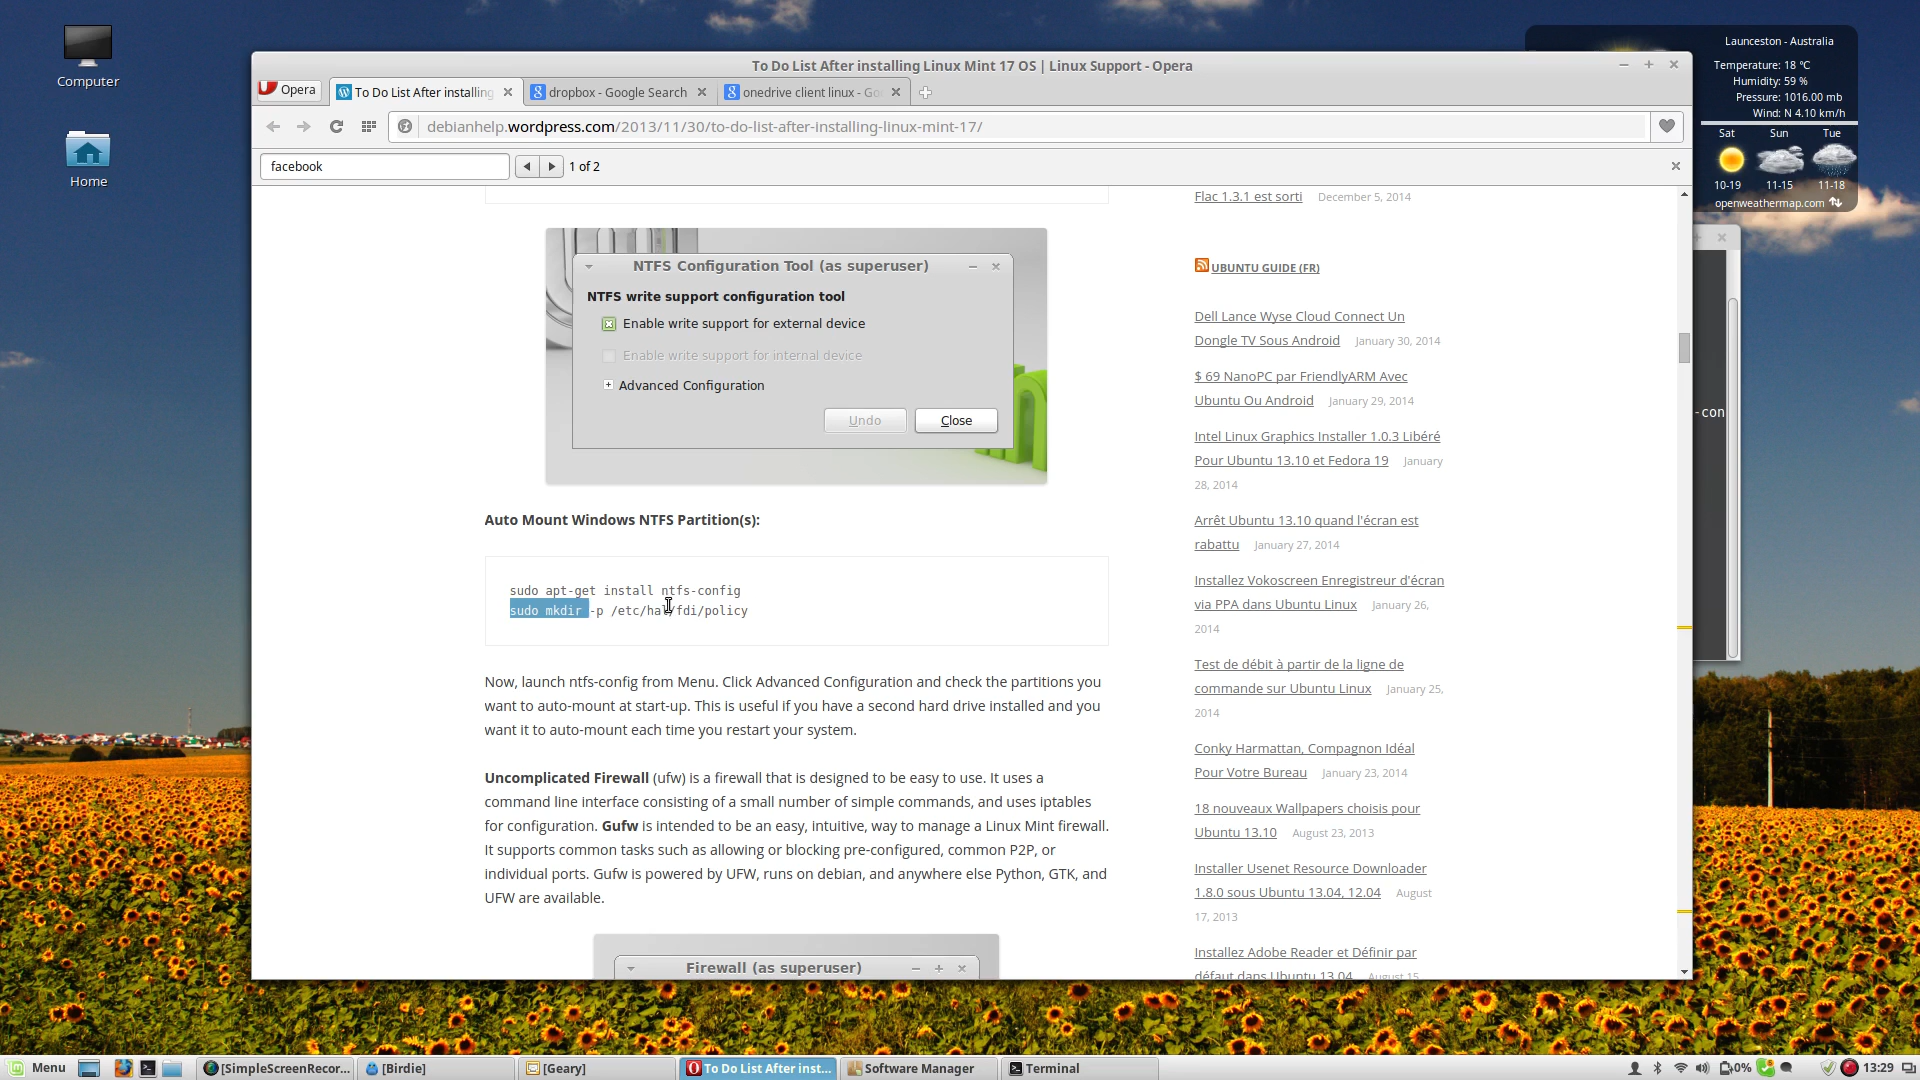 Computer
Home
To Do List After installing Linux Mint 17 OS | Linux Support - Opera
Opera
To Do List After installing
dropbox - Google Search
onedrive client linux - Go
debianhelp.wordpress.com/2013/11/30/to-do-list-after-installing-linux-mint-17/
facebook
1 of 2
NTFS Configuration Tool (as superuser)
NTFS write support configuration tool
Enable write support for external device
Enable write support for internal device
Advanced Configuration
Undo
Close
Auto Mount Windows NTFS Partition(s):
sudo apt-get install ntfs-config
sudo mkdir -p /etc/hal/fdi/policy
Now, launch ntfs-config from Menu. Click Advanced Configuration and check the partitions you
want to auto-mount at start-up. This is useful if you have a second hard drive installed and you
want it to auto-mount each time you restart your system.
Uncomplicated Firewall (ufw) is a firewall that is designed to be easy to use. It uses a
command line interface consisting of a small number of simple commands, and uses iptables
for configuration. Gufw is intended to be an easy, intuitive, way to manage a Linux Mint firewall.
It supports common tasks such as allowing or blocking pre-configured, common P2P, or
individual ports. Gufw is powered by UFW, runs on debian, and anywhere else Python, GTK, and
UFW are available.
Firewall (as superuser)
Flac 1.3.1 est sorti December 5, 2014
UBUNTU GUIDE (FR)
Dell Lance Wyse Cloud Connect Un
Dongle TV Sous Android January 30, 2014
$ 69 NanoPC par FriendlyARM Avec
Ubuntu Ou Android January 29, 2014
Intel Linux Graphics Installer 1.0.3 Libéré
Pour Ubuntu 13.10 et Fedora 19 January
28, 2014
Arrêt Ubuntu 13.10 quand l'écran est
rabattu January 27, 2014
Installez Vokoscreen Enregistreur d'écran
via PPA dans Ubuntu Linux January 26,
2014
Test de débit à partir de la ligne de
commande sur Ubuntu Linux January 25,
2014
Conky Harmattan, Compagnon Idéal
Pour Votre Bureau January 23, 2014
18 nouveaux Wallpapers choisis pour
Ubuntu 13.10 August 23, 2013
Installer Usenet Resource Downloader
1.8.0 sous Ubuntu 13.04, 12.04 August
17, 2013
Installez Adobe Reader et Définir par
défaut dans Ubuntu 13.04 August 15,
Launceston - Australia
Temperature: 18 °C
Humidity: 59 %
Pressure: 1016.00 mb
Wind: N 4.10 km/h
Sat Sun Tue
10-19 11-15 11-18
openweathermap.com
-con
Menu
[SimpleScreenRecor...
[Birdie]
[Geary]
To Do List After inst...
Software Manager
Terminal
0%
13:29